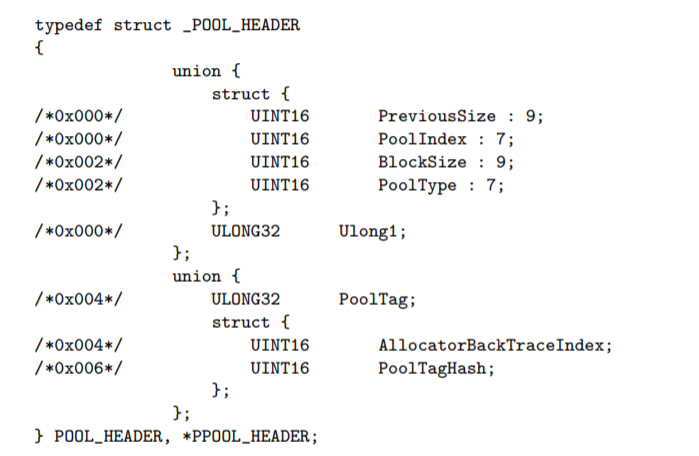 typedef struct _POOL_HEADER
{
union {
struct {
/*0x000*/ UINT16 PreviousSize : 9;
/*0x000*/ UINT16 PoolIndex : 7;
/*0x002*/ UINT16 BlockSize : 9;
/*0x002*/ UINT16 PoolType : 7;
};
/*0x000*/ ULONG32 Ulong1;
};
union {
/*0x004*/ ULONG32 PoolTag;
struct {
/*0x004*/ UINT16 AllocatorBackTraceIndex;
/*0x006*/ UINT16 PoolTagHash;
};
};
} POOL_HEADER, *PPOOL_HEADER;